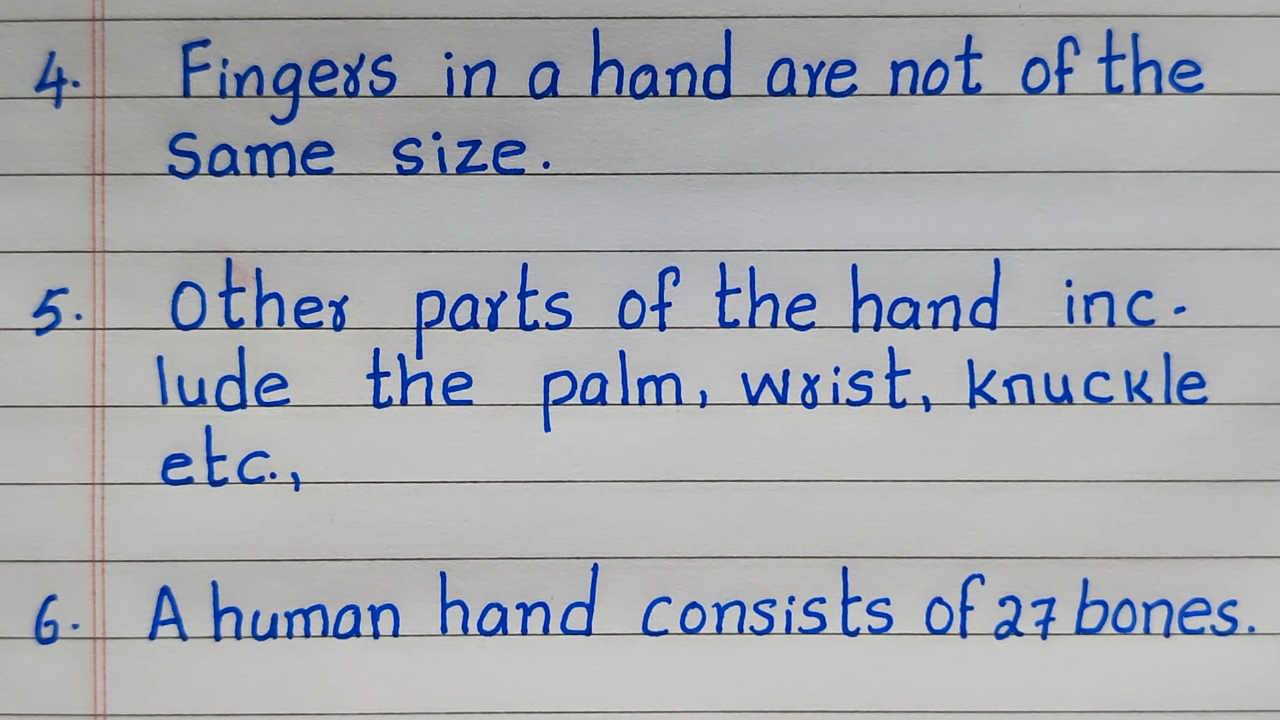 4. Fingers in a hand are not of the
Same size.
5. Other parts of the hand inc.
lude the palm, wrist, knuckle
etc.,
6. A human hand consists of 27 bones.